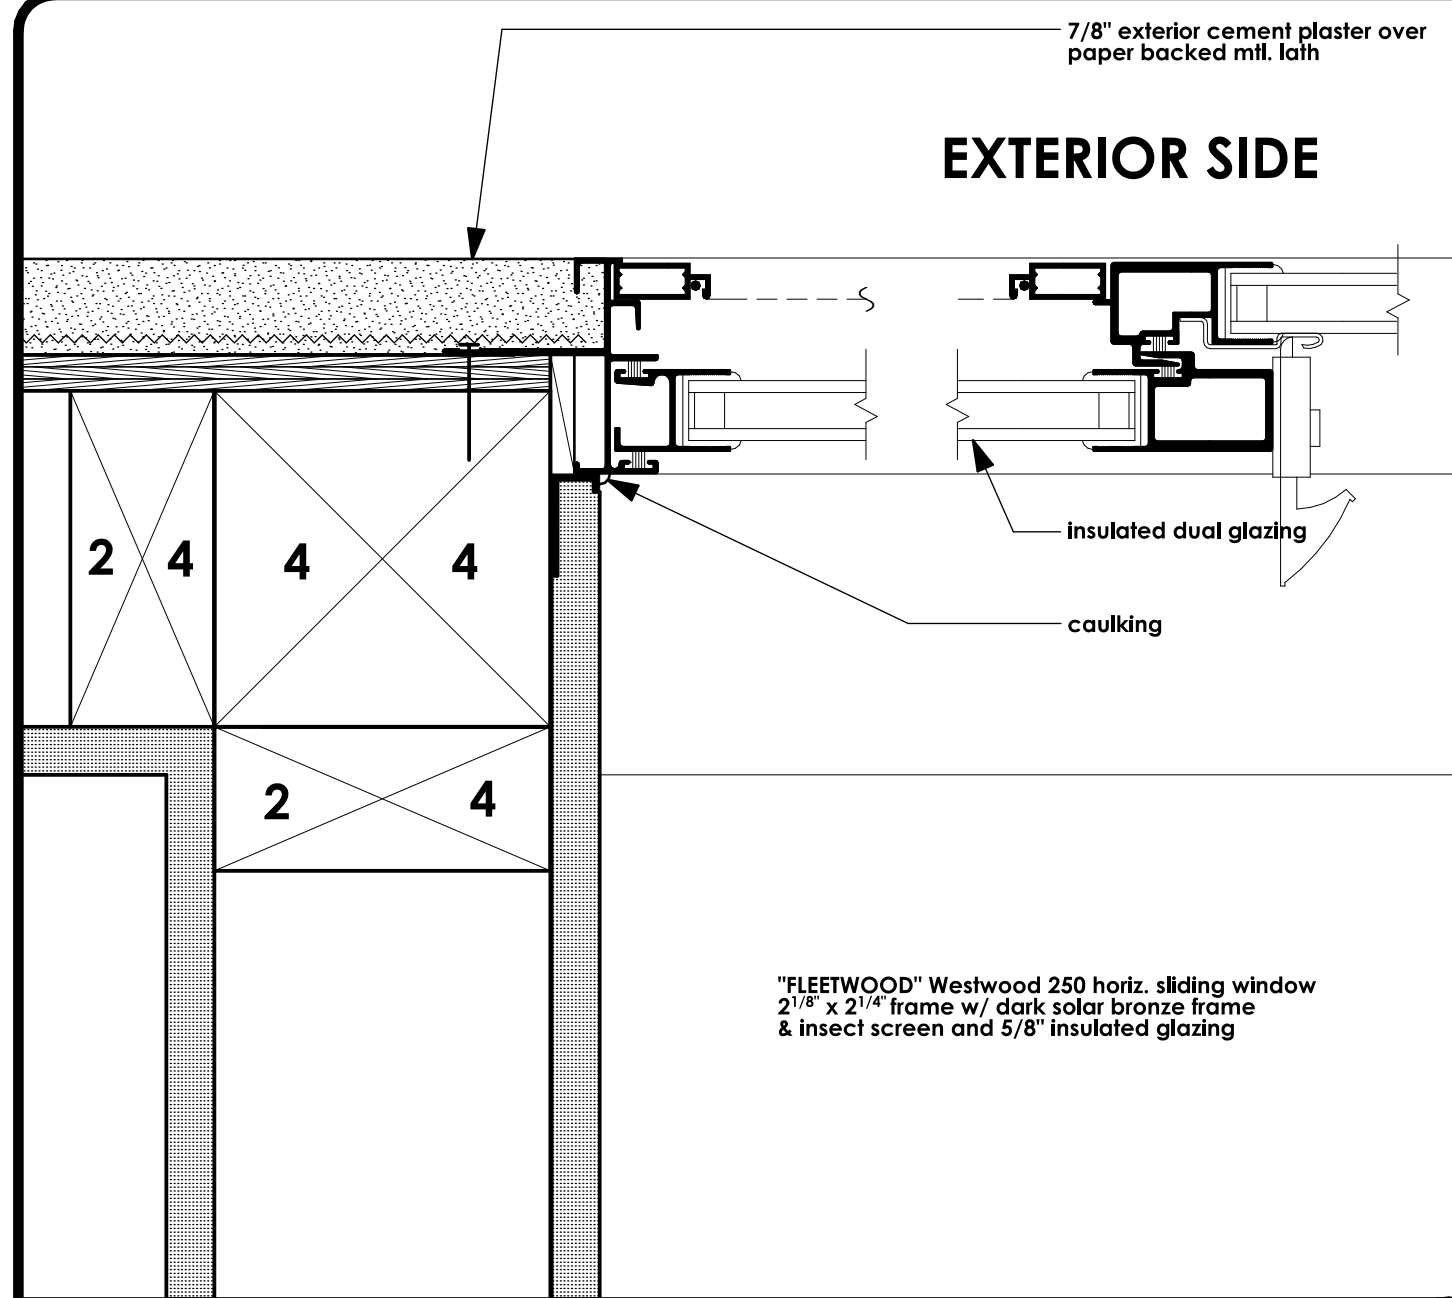 7/8" exterior cement plaster over
paper backed mtl. lath
EXTERIOR SIDE
insulated dual glazing
2 4 4 4
caulking
2 4
"FLEETWOOD" Westwood 250 horiz. sliding window
2 1/8" x 2 1/4" frame w/ dark solar bronze frame
& insect screen and 5/8" insulated glazing